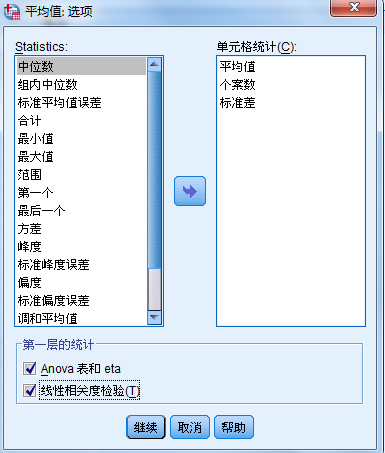 平均值: 选项
Statistics:
中位数
组内中位数
标准平均值误差
合计
最小值
最大值
范围
第一个
最后一个
方差
峰度
标准峰度误差
偏度
标准偏度误差
调和平均值
单元格统计(C):
平均值
个案数
标准差
第一层的统计
Anova 表和 eta
线性相关度检验(T)
继续 取消 帮助